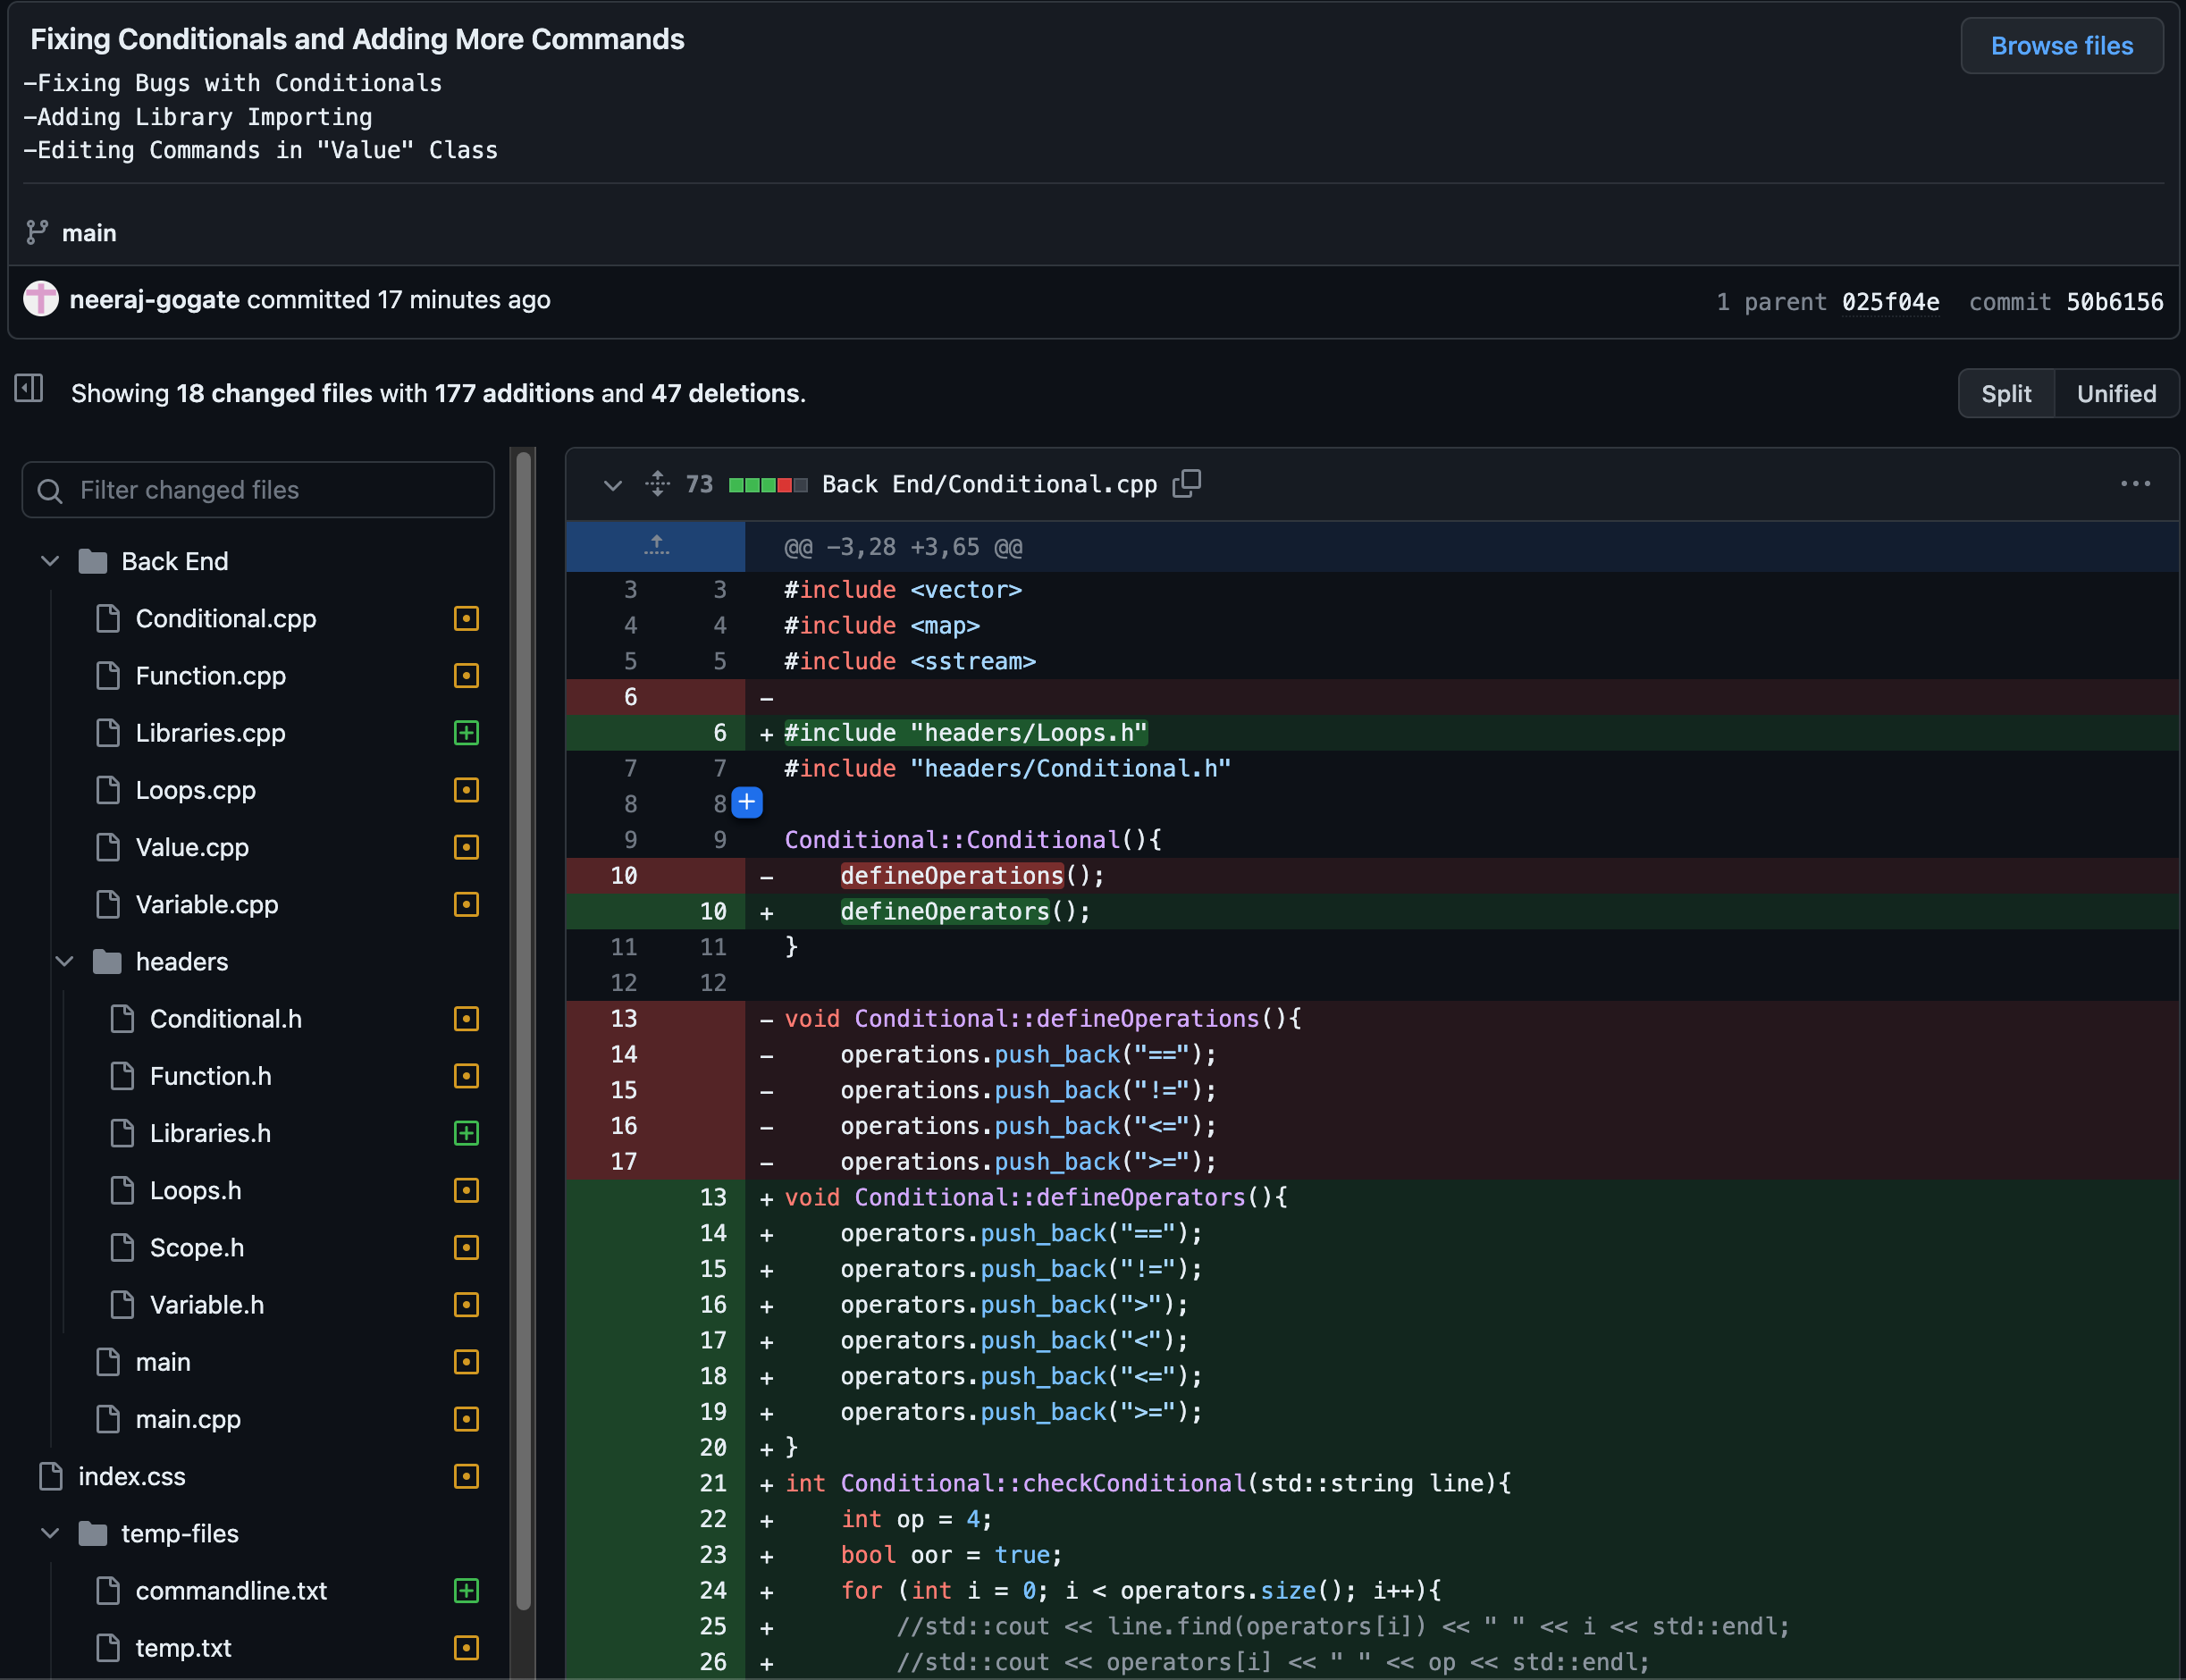 Fixing Conditionals and Adding More Commands
Browse files
-Fixing Bugs with Conditionals
-Adding Library Importing
-Editing Commands in "Value" Class
main
neeraj-gogate committed 17 minutes ago
1 parent 025f04e commit 50b6156
Showing 18 changed files with 177 additions and 47 deletions.
Split Unified
Filter changed files
Back End
Conditional.cpp
Function.cpp
Libraries.cpp
Loops.cpp
Value.cpp
Variable.cpp
headers
Conditional.h
Function.h
Libraries.h
Loops.h
Scope.h
Variable.h
main
main.cpp
index.css
temp-files
commandline.txt
temp.txt
73 Back End/Conditional.cpp
@@ -3,28 +3,65 @@
3 3 #include <vector>
4 4 #include <map>
5 5 #include <sstream>
6 -
6 + #include "headers/Loops.h"
7 7 #include "headers/Conditional.h"
8 8
9 9 Conditional::Conditional(){
10 - defineOperations();
10 + defineOperators();
11 11 }
12 12
13 - void Conditional::defineOperations(){
14 - operations.push_back("==");
15 - operations.push_back("!=");
16 - operations.push_back("<=");
17 - operations.push_back(">=");
13 + void Conditional::defineOperators(){
14 + operators.push_back("==");
15 + operators.push_back("!=");
16 + operators.push_back(">");
17 + operators.push_back("<");
18 + operators.push_back("<=");
19 + operators.push_back(">=");
20 + }
21 + int Conditional::checkConditional(std::string line){
22 + int op = 4;
23 + bool oor = true;
24 + for (int i = 0; i < operators.size(); i++){
25 + //std::cout << line.find(operators[i]) << " " << i << std::endl;
26 + //std::cout << operators[i] << " " << op << std::endl;